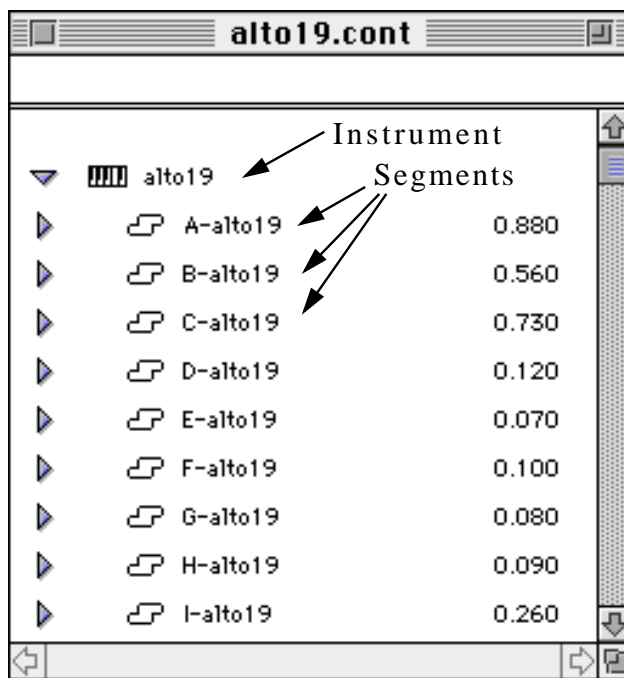 alto19.cont
Instrument
alto19
Segments
A-alto19 0.880
B-alto19 0.560
C-alto19 0.730
D-alto19 0.120
E-alto19 0.070
F-alto19 0.100
G-alto19 0.080
H-alto19 0.090
I-alto19 0.260